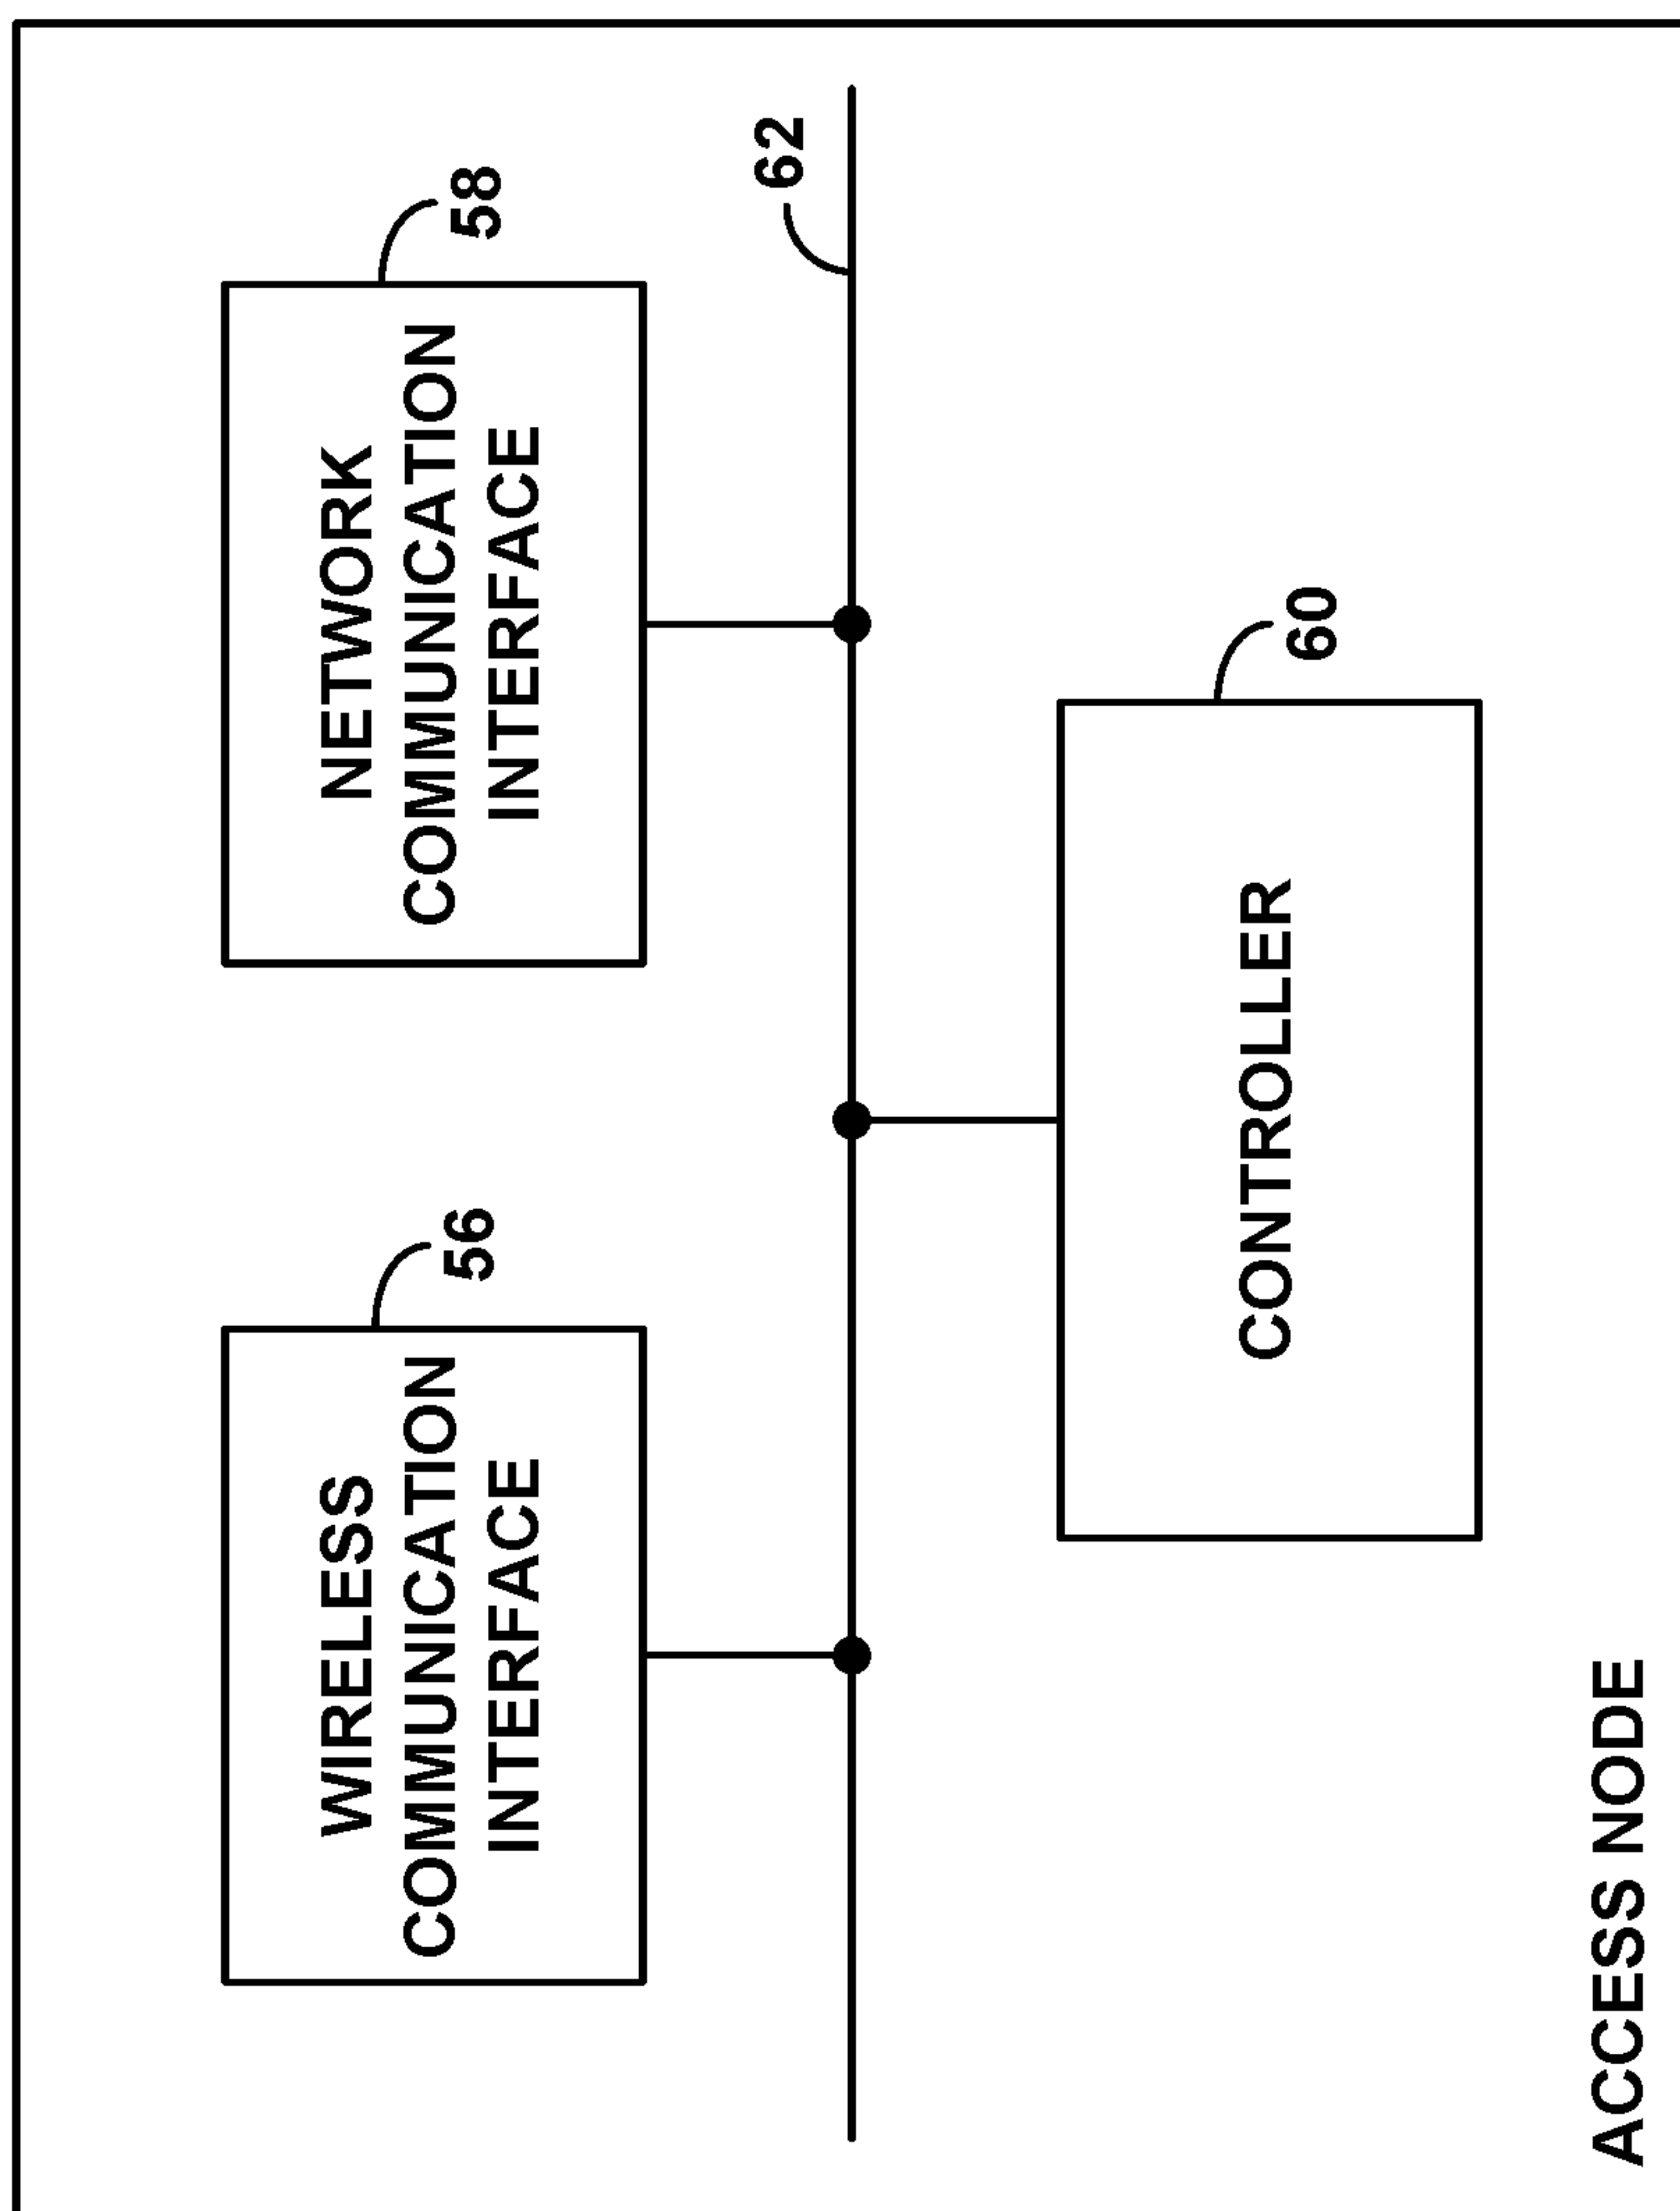 56
WIRELESS
COMMUNICATION
INTERFACE
58
NETWORK
COMMUNICATION
INTERFACE
62
60
CONTROLLER
ACCESS NODE